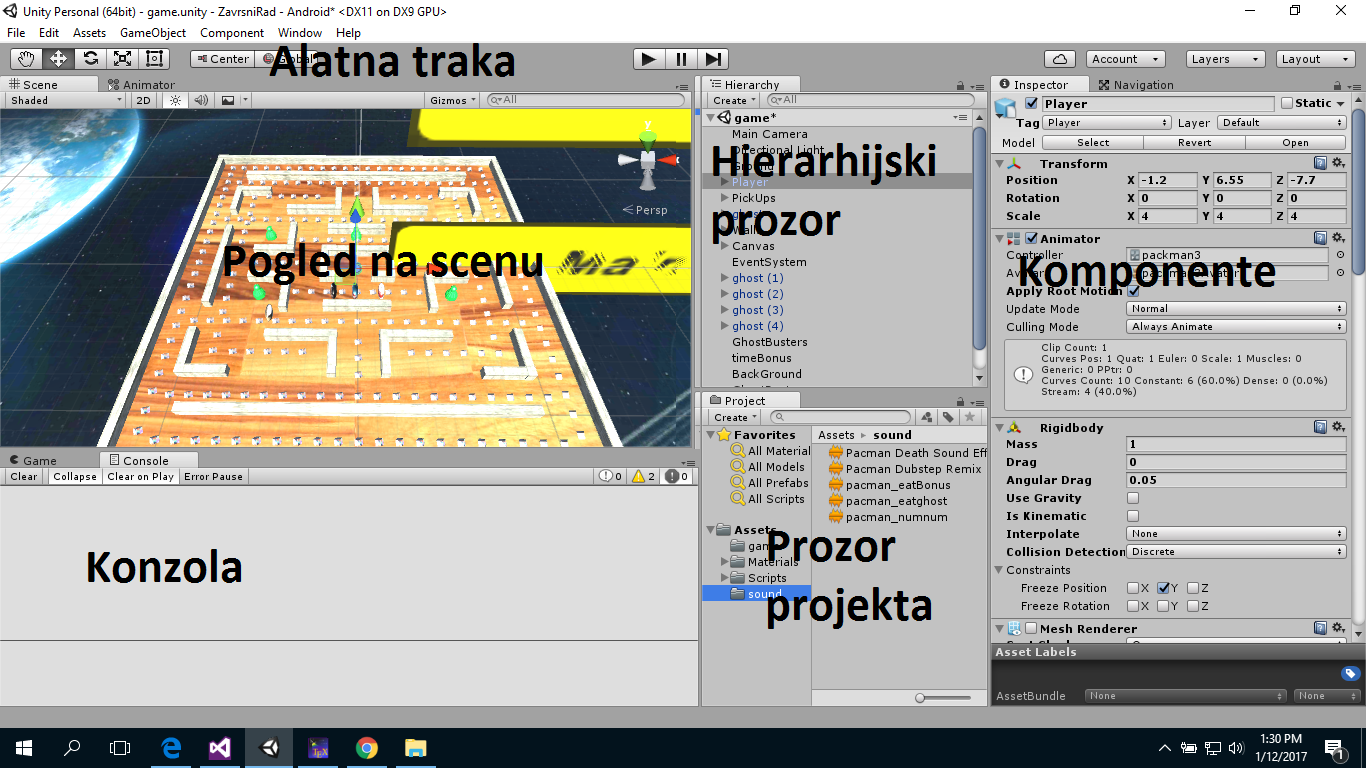 Unity Personal (64bit) - game.unity - ZavrsniRad - Android* <DX11 on DX9 GPU>
File Edit Assets GameObject Component Window Help
Center Global
Alatna traka
Account
Layers
Layout
Scene
Animator
Shaded
2D
Gizmos
All
Persp
Pogled na scenu
Hierarchy
Create
All
game*
Main Camera
Directional Light
Player
PickUps
Canvas
EventSystem
ghost (1)
ghost (2)
ghost (3)
ghost (4)
GhostBusters
timeBonus
BackGround
Hierarhijski
prozor
Inspector
Navigation
Player
Static
Tag Player Layer Default
Model Select Revert Open
Transform
Position X -1.2 Y 6.55 Z -7.7
Rotation X 0 Y 0 Z 0
Scale X 4 Y 4 Z 4
Animator
Controller packman3
Avatar packman3Avatar
Komponente
Apply Root Motion
Update Mode Normal
Culling Mode Always Animate
Clip Count: 1
Curves Pos: 1 Quat: 1 Euler: 0 Scale: 1 Muscles: 0
Generic: 0 PPtr: 0
Curves Count: 10 Constant: 6 (60.0%) Dense: 0 (0.0%)
Stream: 4 (40.0%)
Rigidbody
Mass 1
Drag 0
Angular Drag 0.05
Use Gravity
Is Kinematic
Interpolate None
Collision Detection Discrete
Constraints
Freeze Position X Y Z
Freeze Rotation X Y Z
Mesh Renderer
Asset Labels
AssetBundle None None
Game
Console
Clear Collapse Clear on Play Error Pause
0 2 0
Konzola
Project
Create
Favorites
All Material
All Models
All Prefabs
All Scripts
Assets
game
Materials
Scripts
sound
Assets ▸ sound
Pacman Death Sound Eff
Pacman Dubstep Remix
pacman_eatBonus
pacman_eatghost
pacman_numnum
Prozor
projekta
1:30 PM
1/12/2017
1